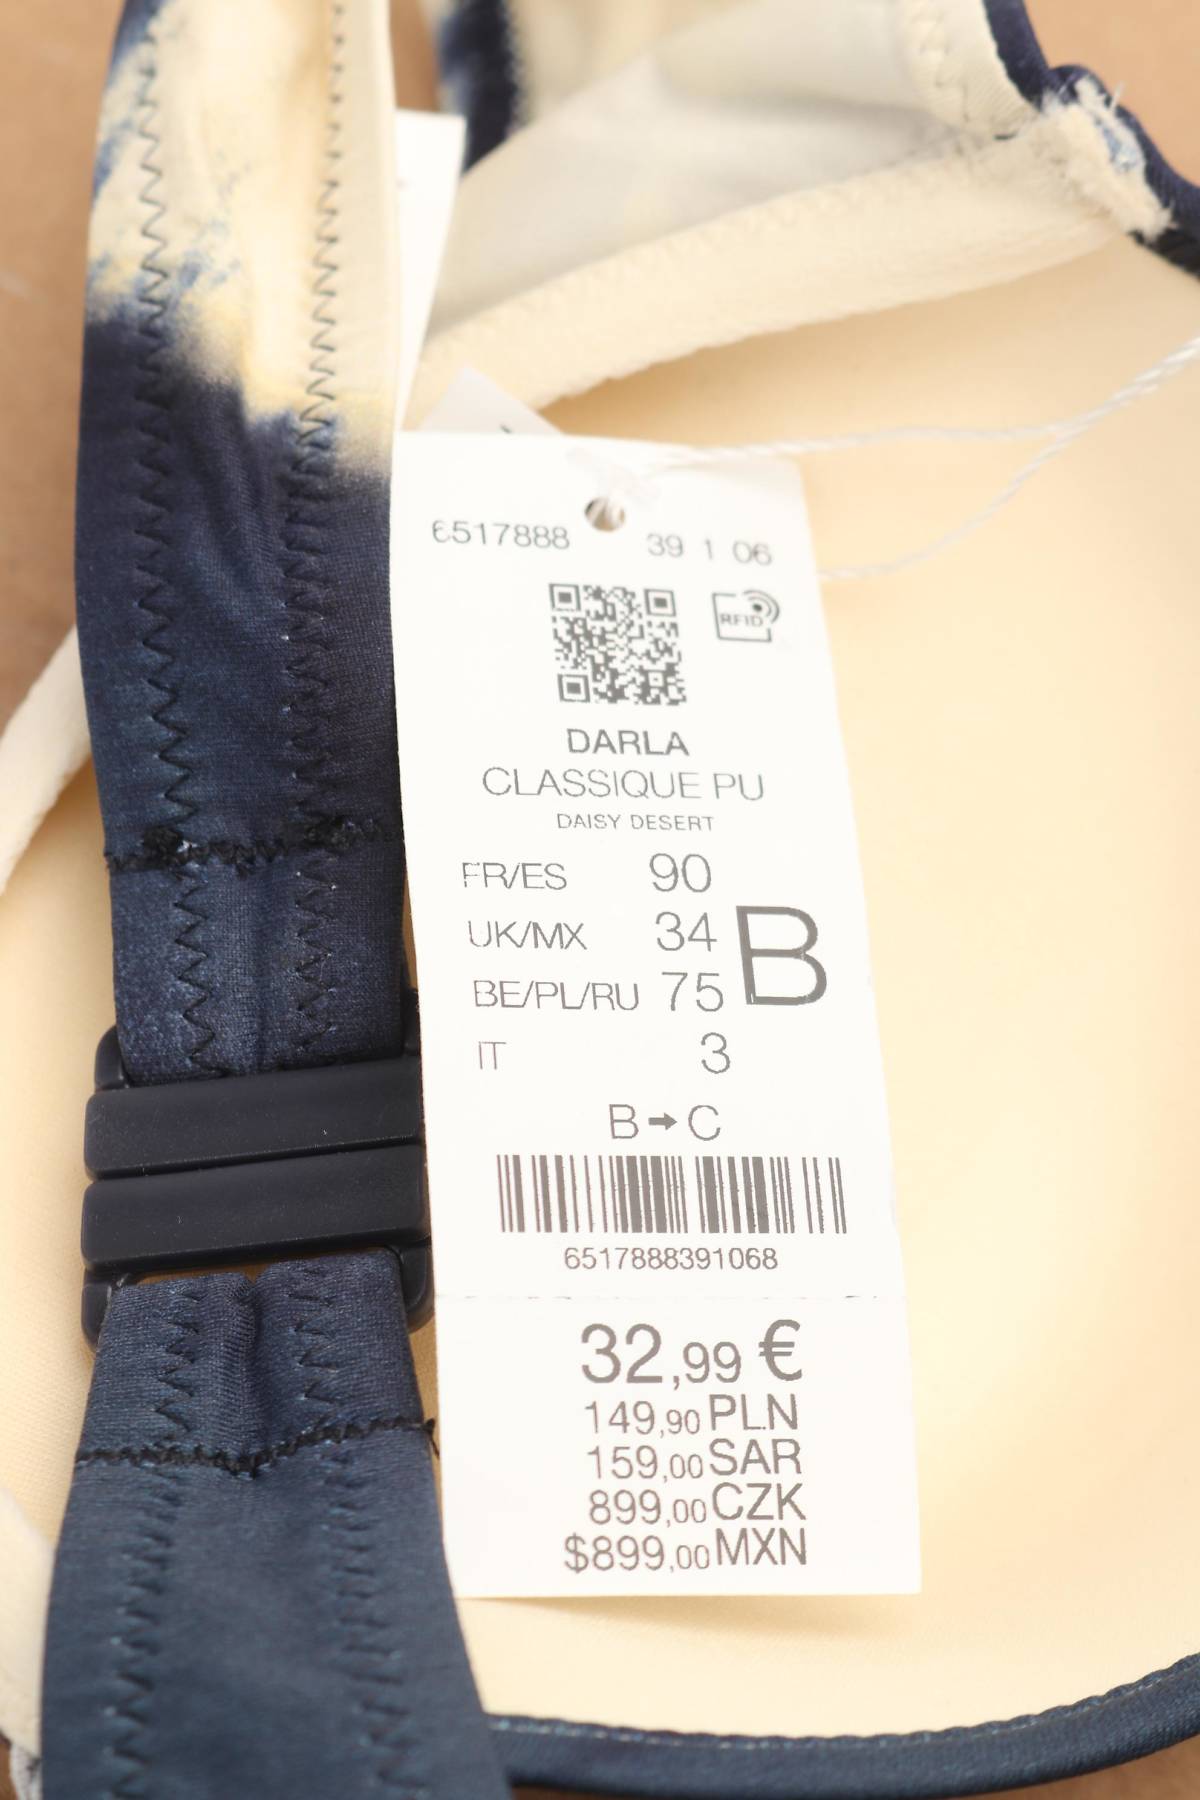 6517888 39 1 06
RFID
DARLA
CLASSIQUE PU
DAISY DESERT
FR/ES 90
UK/MX 34 B
BE/PL/RU 75
IT 3
B➞C
6517888391068
32,99 €
149,90 PLN
159,00 SAR
899,00 CZK
$899,00 MXN